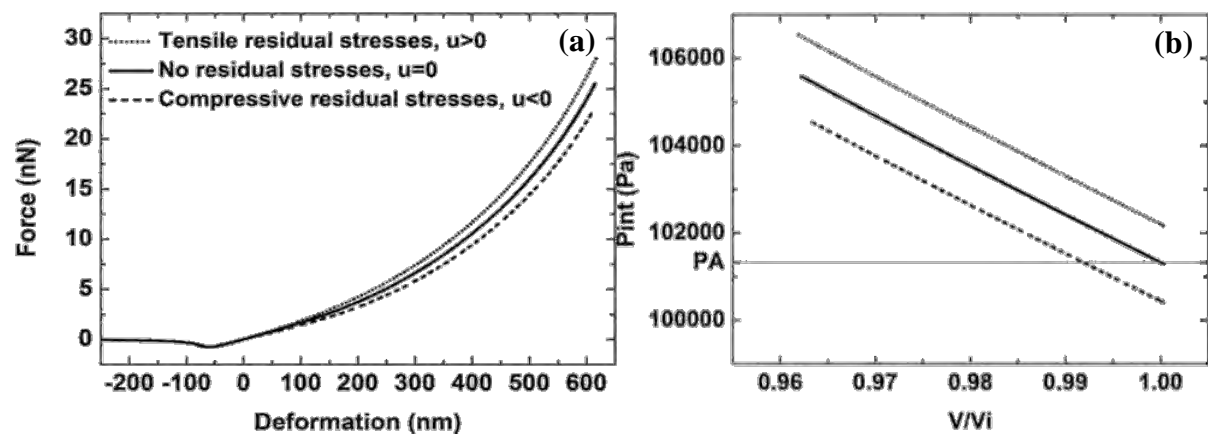 30
25
20
15
10
5
0
Force (nN)
Tensile residual stresses, u>0
No residual stresses, u=0
Compressive residual stresses, u<0
(a)
-200 -100 0 100 200 300 400 500 600
Deformation (nm)
106000
104000
102000
PA
100000
Pint (Pa)
(b)
0.96 0.97 0.98 0.99 1.00
V/Vi